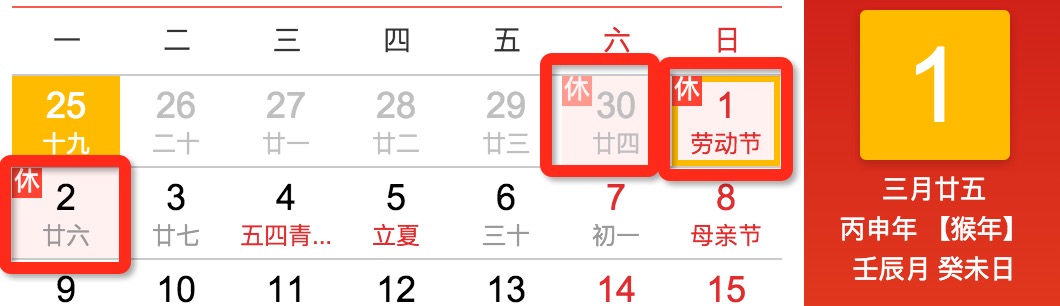 一 二 三 四 五 六 日
25 26 27 28 29 休 30 休 1
十九 二十 廿一 廿二 廿三 廿四 劳动节
休 2 3 4 5 6 7 8
廿六 廿七 五四青... 立夏 三十 初一 母亲节
9 10 11 12 13 14 15
1
三月廿五
丙申年 【猴年】
壬辰月 癸未日